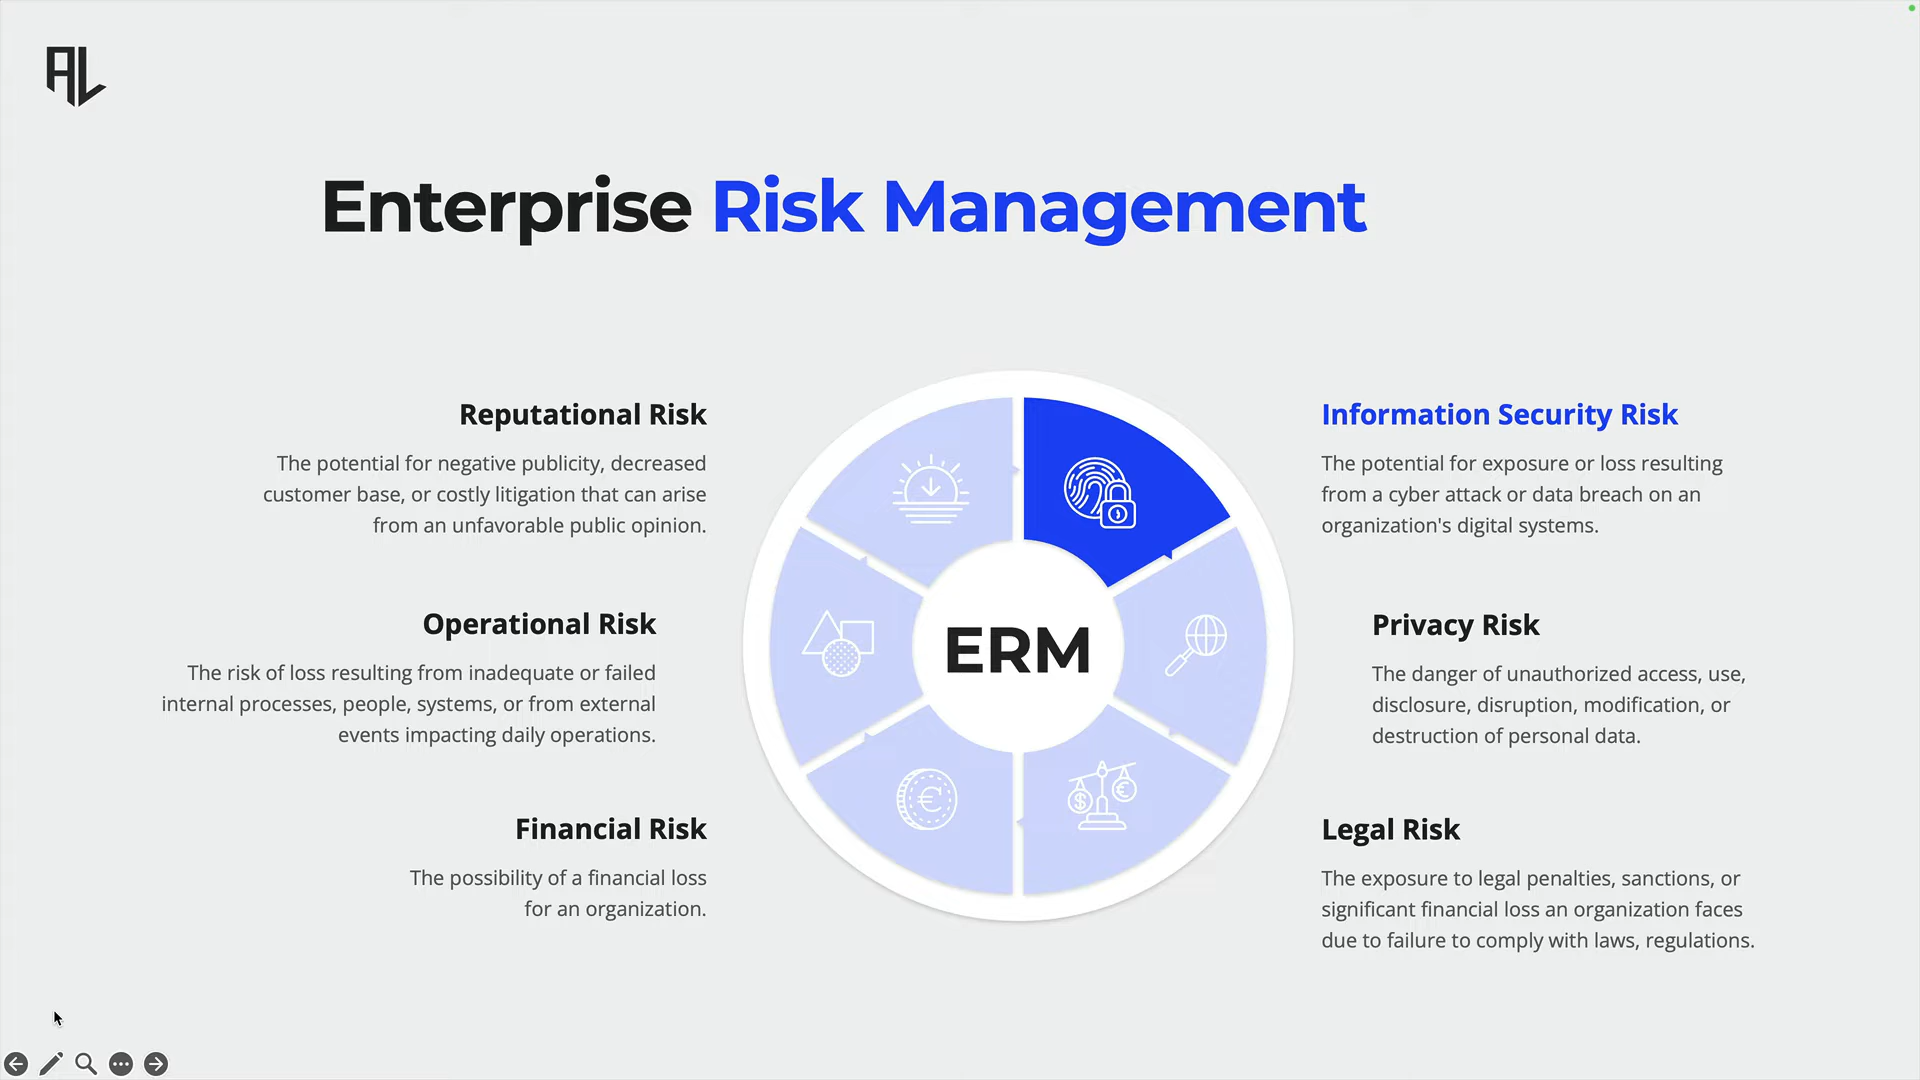 AL
Enterprise Risk Management
Reputational Risk
The potential for negative publicity, decreased
customer base, or costly litigation that can arise
from an unfavorable public opinion.
Operational Risk
The risk of loss resulting from inadequate or failed
internal processes, people, systems, or from external
events impacting daily operations.
Financial Risk
The possibility of a financial loss
for an organization.
ERM
€
$
€
Information Security Risk
The potential for exposure or loss resulting
from a cyber attack or data breach on an
organization's digital systems.
Privacy Risk
The danger of unauthorized access, use,
disclosure, disruption, modification, or
destruction of personal data.
Legal Risk
The exposure to legal penalties, sanctions, or
significant financial loss an organization faces
due to failure to comply with laws, regulations.